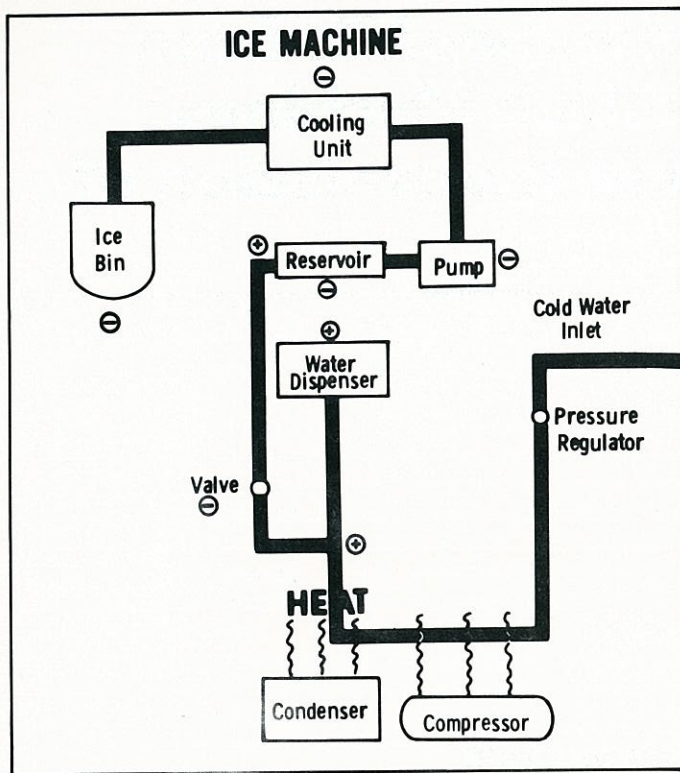 ICE MACHINE
⊖
Cooling
Unit
Ice
Bin
⊖
⊕
Reservoir
⊖
Pump
⊖
⊕
Water
Dispenser
Cold Water
Inlet
Pressure
Regulator
Valve
⊖
⊕
HEAT
Condenser
Compressor